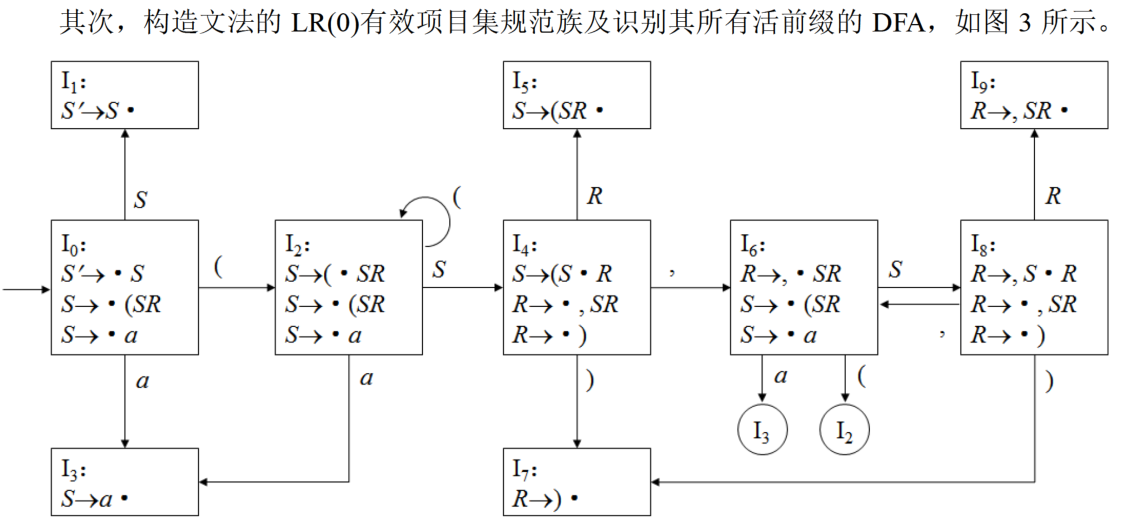 其次，构造文法的 LR(0)有效项目集规范族及识别其所有活前缀的 DFA，如图 3 所示。
I₁:
S′→S·
I₅:
S→(SR·
I₉:
R→, SR·
S
(
R
R
I₀:
S′→·S
S→·(SR
S→·a
(
I₂:
S→(·SR
S→·(SR
S→·a
S
I₄:
S→(S·R
R→·, SR
R→·)
,
I₆:
R→,·SR
S→·(SR
S→·a
S
,
I₈:
R→, S·R
R→·, SR
R→·)
a
a
)
a
(
)
I₃
I₂
I₃:
S→a·
I₇:
R→)·